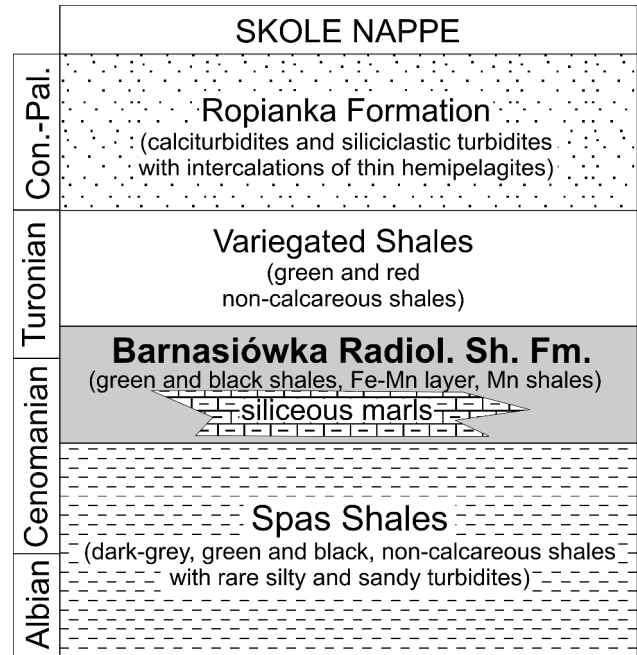 SKOLE NAPPE
Con.-Pal.
Ropianka Formation
(calciturbidites and siliciclastic turbidites
with intercalations of thin hemipelagites)
Turonian
Variegated Shales
(green and red
non-calcareous shales)
Barnasiówka Radiol. Sh. Fm.
(green and black shales, Fe-Mn layer, Mn shales)
siliceous marls
Cenomanian
Spas Shales
(dark-grey, green and black, non-calcareous shales
with rare silty and sandy turbidites)
Albian